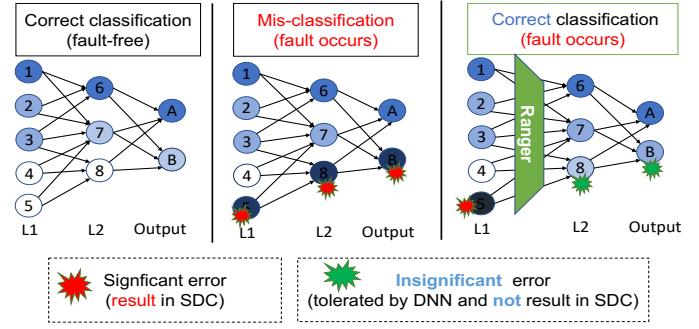 Correct classification
(fault-free)
1
2
3
4
5
6
7
8
A
B
L1 L2 Output
Mis-classification
(fault occurs)
1
2
3
4
5
6
7
8
A
B
L1 L2 Output
Correct classification
(fault occurs)
1
2
3
4
5
Ranger
6
7
8
A
B
L1 L2 Output
Signficant error
(result in SDC)
Insignificant error
(tolerated by DNN and not result in SDC)